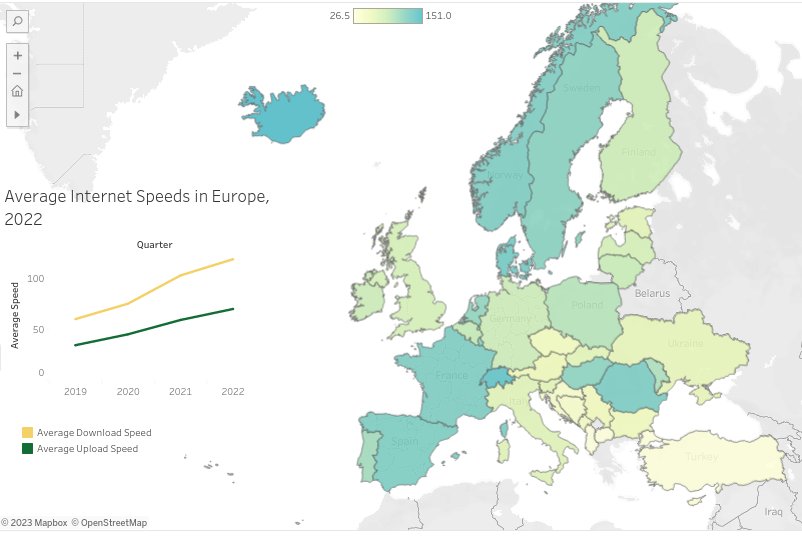 26.5 151.0
Sweden
Finland
Norway
Average Internet Speeds in Europe,
2022
Quarter
100
50
0
Average Speed
2019 2020 2021 2022
Average Download Speed
Average Upload Speed
Belarus
Poland
Germany
Ukraine
France
Spain
Turkey
Iraq
© 2023 Mapbox © OpenStreetMap